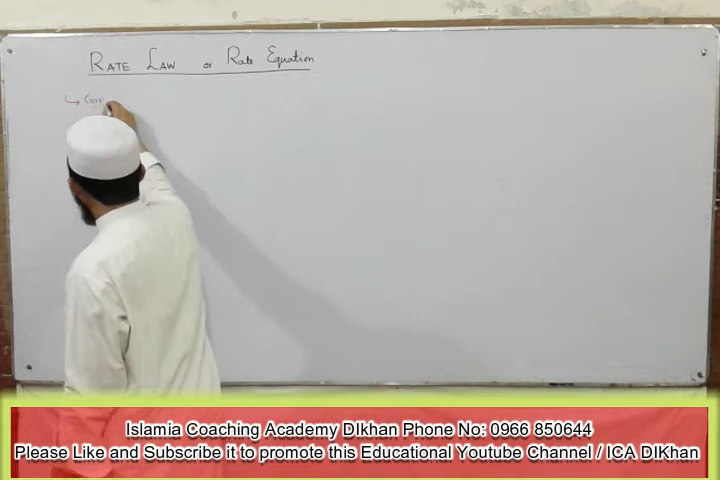 RATE LAW or Rate Equation
Islamia Coaching Academy DIkhan Phone No: 0966 850644
Please Like and Subscribe it to promote this Educational Youtube Channel / ICA DIKhan